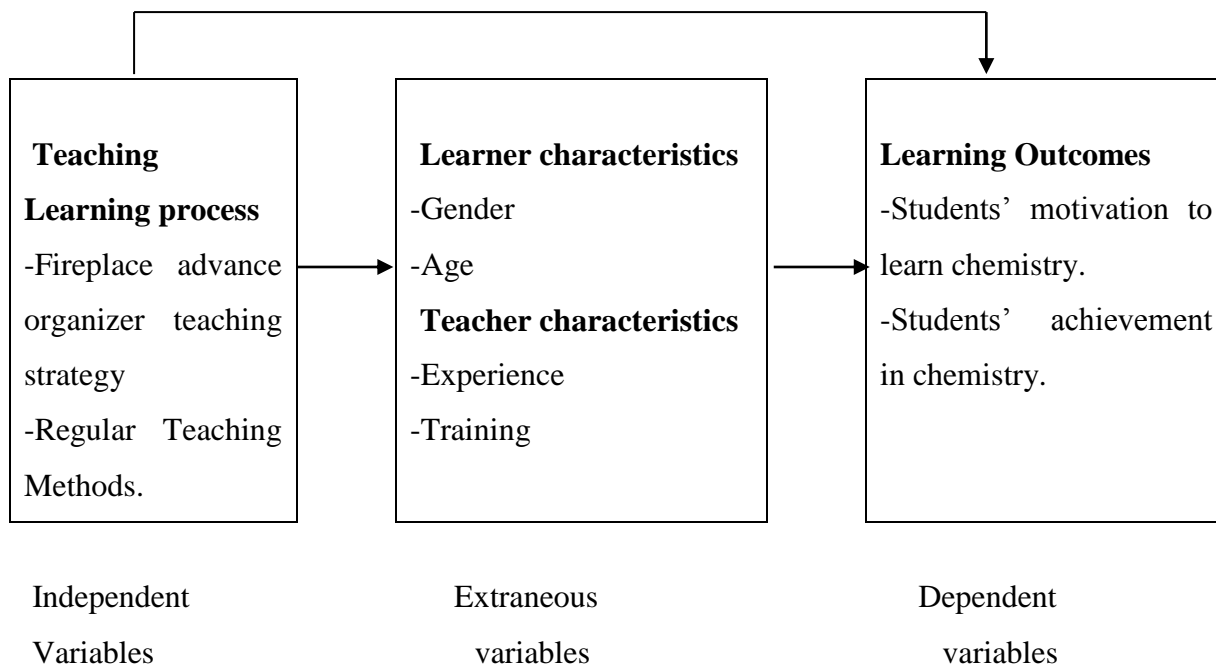 Teaching
Learning process
-Fireplace advance
organizer teaching
strategy
-Regular Teaching
Methods.
Learner characteristics
-Gender
-Age
Teacher characteristics
-Experience
-Training
Learning Outcomes
-Students’ motivation to
learn chemistry.
-Students’ achievement
in chemistry.
Independent
Variables
Extraneous
variables
Dependent
variables